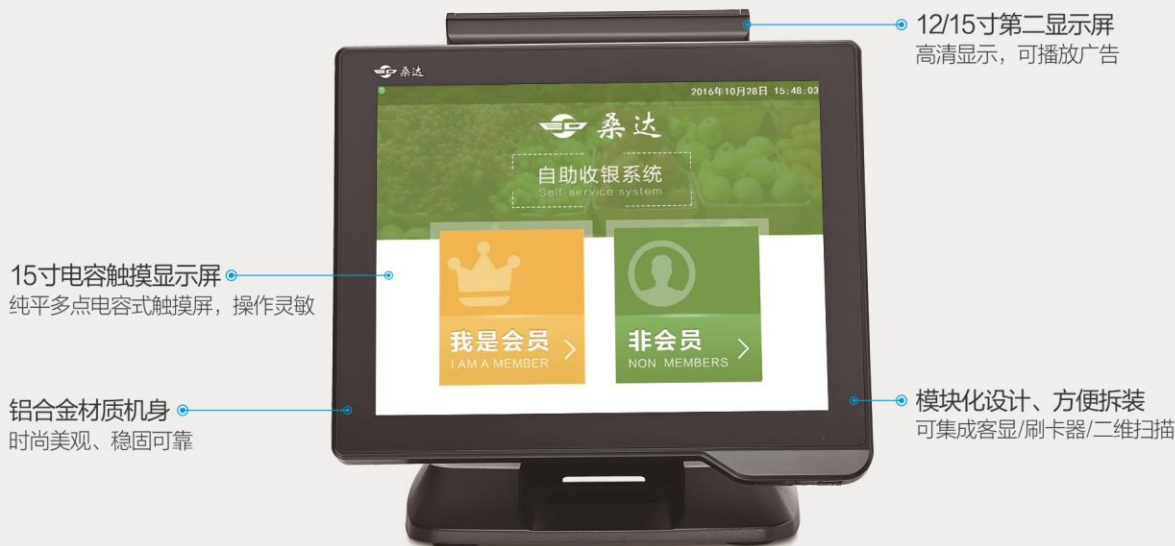 12/15寸第二显示屏
高清显示，可播放广告
桑达
2016年10月28日 15:48:03
桑达
自助收银系统
Self-service system
15寸电容触摸显示屏
纯平多点电容式触摸屏，操作灵敏
我是会员
I AM A MEMBER
非会员
NON MEMBERS
铝合金材质机身
时尚美观、稳固可靠
模块化设计、方便拆装
可集成客显/刷卡器/二维扫描